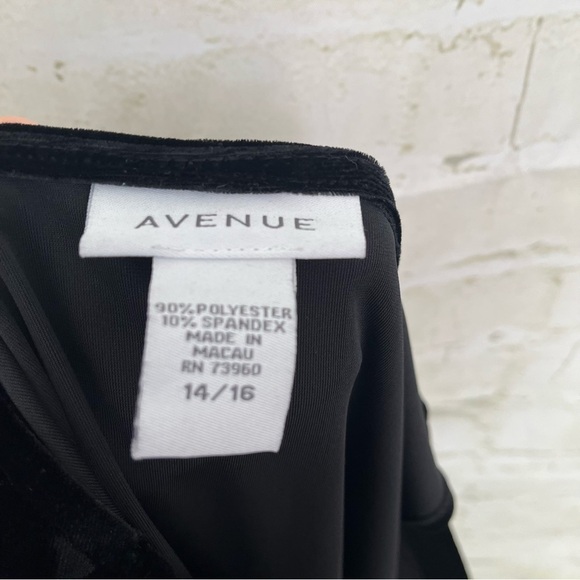 AVENUE
90%POLYESTER
10% SPANDEX
MADE IN
MACAU
RN 73960
14/16